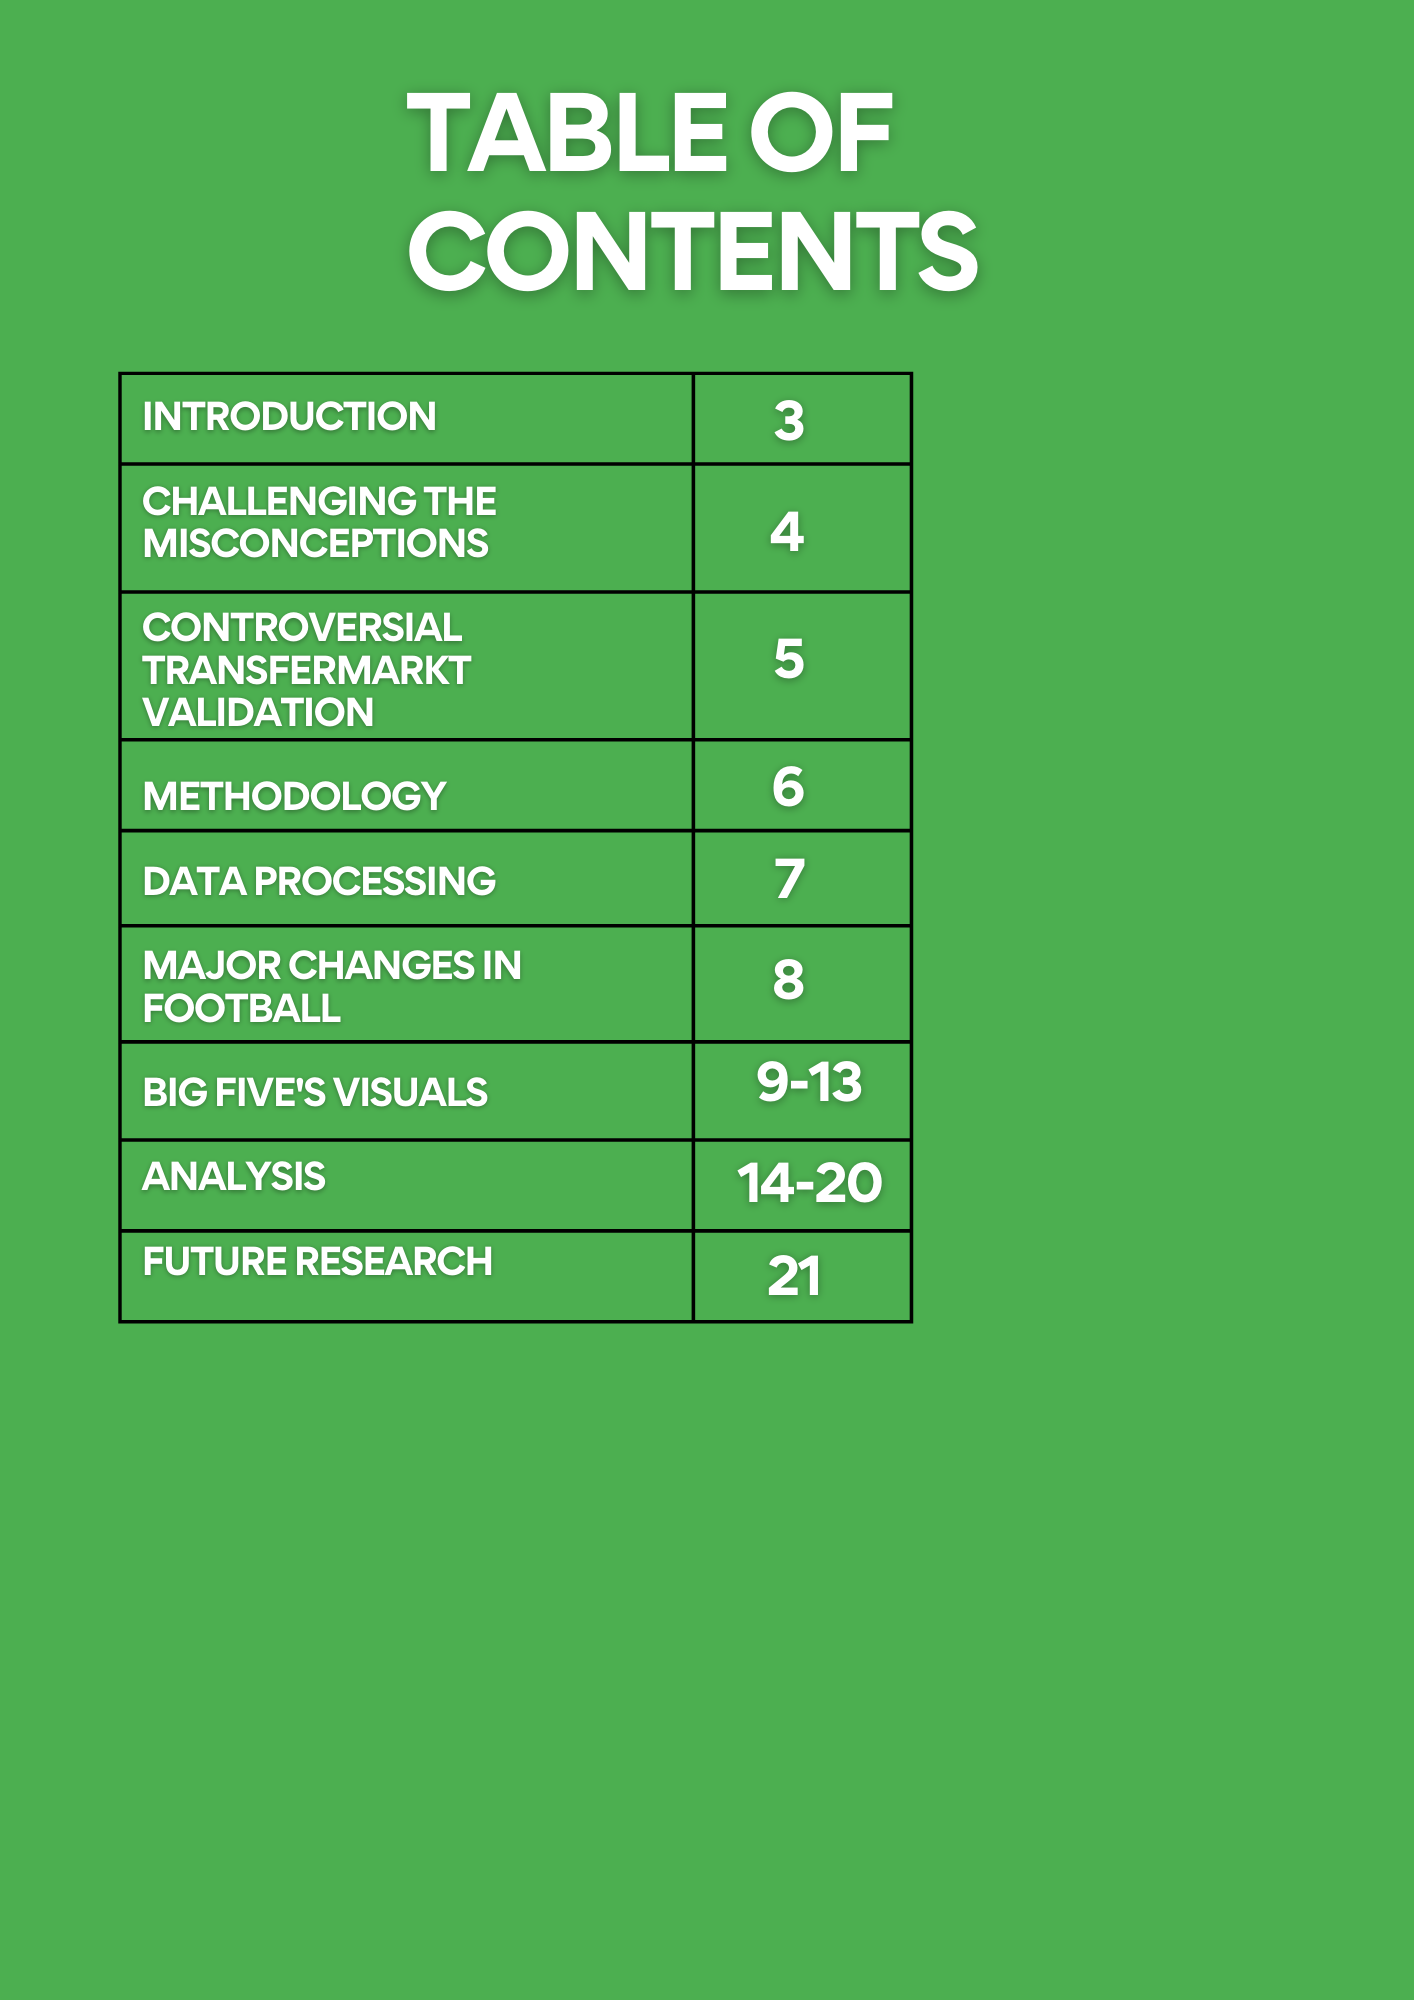 TABLE OF
CONTENTS
INTRODUCTION 3
CHALLENGING THE
MISCONCEPTIONS 4
CONTROVERSIAL
TRANSFERMARKT 5
VALIDATION
METHODOLOGY 6
DATA PROCESSING 7
MAJOR CHANGES IN
FOOTBALL 8
BIG FIVE'S VISUALS 9-13
ANALYSIS 14-20
FUTURE RESEARCH 21